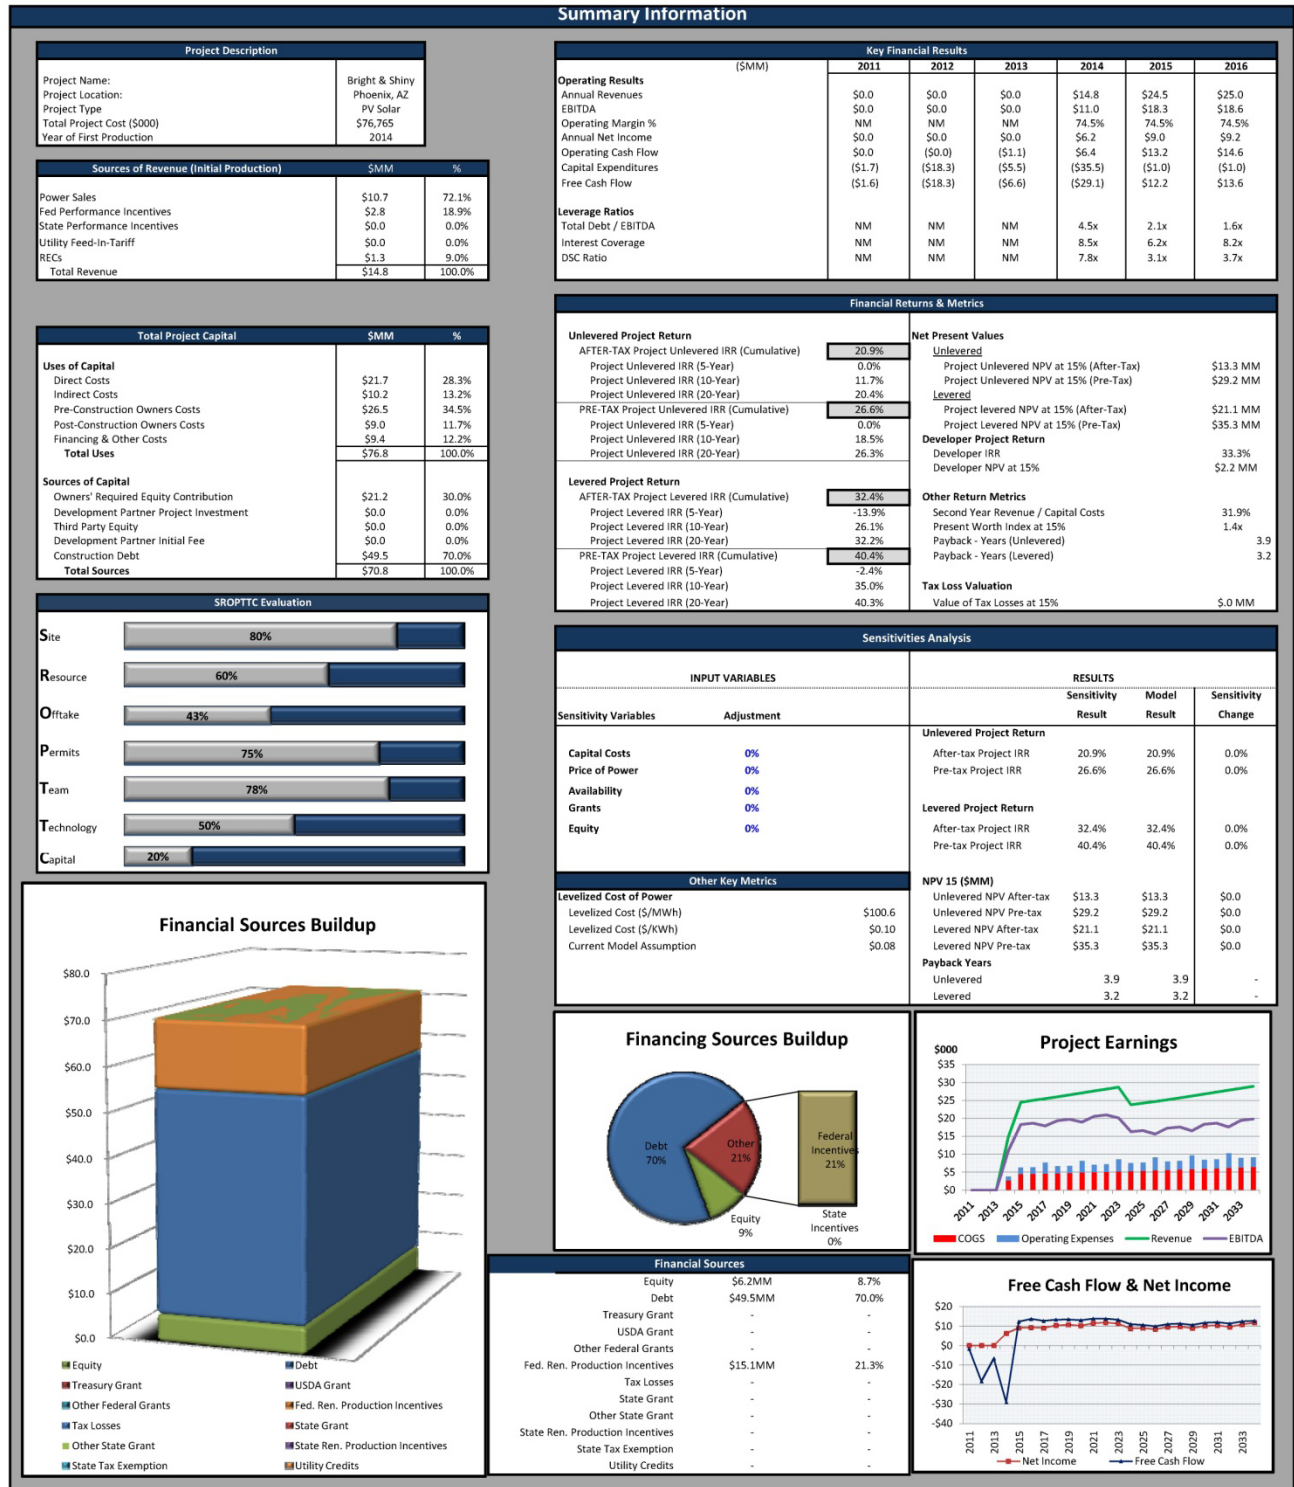 Summary Information
Project Description
Project Name: Bright & Shiny
Project Location: Phoenix, AZ
Project Type PV Solar
Total Project Cost ($000) $76,765
Year of First Production 2014
Sources of Revenue (Initial Production) $MM %
Power Sales $10.7 72.1%
Fed Performance Incentives $2.8 18.9%
State Performance Incentives $0.0 0.0%
Utility Feed-In-Tariff $0.0 0.0%
RECs $1.3 9.0%
Total Revenue $14.8 100.0%
Total Project Capital $MM %
Uses of Capital
Direct Costs $21.7 28.3%
Indirect Costs $10.2 13.2%
Pre-Construction Owners Costs $26.5 34.5%
Post-Construction Owners Costs $9.0 11.7%
Financing & Other Costs $9.4 12.2%
Total Uses $76.8 100.0%
Sources of Capital
Owners' Required Equity Contribution $21.2 30.0%
Development Partner Project Investment $0.0 0.0%
Third Party Equity $0.0 0.0%
Development Partner Initial Fee $0.0 0.0%
Construction Debt $49.5 70.0%
Total Sources $70.8 100.0%
SROPTTC Evaluation
Site 80%
Resource 60%
Offtake 43%
Permits 75%
Team 78%
Technology 50%
Capital 20%
Financial Sources Buildup
$80.0
$70.0
$60.0
$50.0
$40.0
$30.0
$20.0
$10.0
$0.0
Equity Debt
Treasury Grant USDA Grant
Other Federal Grants Fed. Ren. Production Incentives
Tax Losses State Grant
Other State Grant State Ren. Production Incentives
State Tax Exemption Utility Credits
Key Financial Results
($MM) 2011 2012 2013 2014 2015 2016
Operating Results
Annual Revenues $0.0 $0.0 $0.0 $14.8 $24.5 $25.0
EBITDA $0.0 $0.0 $0.0 $11.0 $18.3 $18.6
Operating Margin % NM NM NM 74.5% 74.5% 74.5%
Annual Net Income $0.0 $0.0 $0.0 $6.2 $9.0 $9.2
Operating Cash Flow $0.0 ($0.0) ($1.1) $6.4 $13.2 $14.6
Capital Expenditures ($1.7) ($18.3) ($5.5) ($35.5) ($1.0) ($1.0)
Free Cash Flow ($1.6) ($18.3) ($6.6) ($29.1) $12.2 $13.6
Leverage Ratios
Total Debt / EBITDA NM NM NM 4.5x 2.1x 1.6x
Interest Coverage NM NM NM 8.5x 6.2x 8.2x
DSC Ratio NM NM NM 7.8x 3.1x 3.7x
Financial Returns & Metrics
Unlevered Project Return
AFTER-TAX Project Unlevered IRR (Cumulative) 20.9%
Project Unlevered IRR (5-Year) 0.0%
Project Unlevered IRR (10-Year) 11.7%
Project Unlevered IRR (20-Year) 20.4%
PRE-TAX Project Unlevered IRR (Cumulative) 26.6%
Project Unlevered IRR (5-Year) 0.0%
Project Unlevered IRR (10-Year) 18.5%
Project Unlevered IRR (20-Year) 26.3%
Levered Project Return
AFTER-TAX Project Levered IRR (Cumulative) 32.4%
Project Levered IRR (5-Year) -13.9%
Project Levered IRR (10-Year) 26.1%
Project Levered IRR (20-Year) 32.2%
PRE-TAX Project Levered IRR (Cumulative) 40.4%
Project Levered IRR (5-Year) -2.4%
Project Levered IRR (10-Year) 35.0%
Project Levered IRR (20-Year) 40.3%
Net Present Values
Unlevered
Project Unlevered NPV at 15% (After-Tax) $13.3 MM
Project Unlevered NPV at 15% (Pre-Tax) $29.2 MM
Levered
Project levered NPV at 15% (After-Tax) $21.1 MM
Project Levered NPV at 15% (Pre-Tax) $35.3 MM
Developer Project Return
Developer IRR 33.3%
Developer NPV at 15% $2.2 MM
Other Return Metrics
Second Year Revenue / Capital Costs 31.9%
Present Worth Index at 15% 1.4x
Payback - Years (Unlevered) 3.9
Payback - Years (Levered) 3.2
Tax Loss Valuation
Value of Tax Losses at 15% $.0 MM
Sensitivities Analysis
INPUT VARIABLES
Sensitivity Variables Adjustment
Capital Costs 0%
Price of Power 0%
Availability 0%
Grants 0%
Equity 0%
RESULTS
Sensitivity Model Sensitivity
Result Result Change
Unlevered Project Return
After-tax Project IRR 20.9% 20.9% 0.0%
Pre-tax Project IRR 26.6% 26.6% 0.0%
Levered Project Return
After-tax Project IRR 32.4% 32.4% 0.0%
Pre-tax Project IRR 40.4% 40.4% 0.0%
NPV 15 ($MM)
Unlevered NPV After-tax $13.3 $13.3 $0.0
Unlevered NPV Pre-tax $29.2 $29.2 $0.0
Levered NPV After-tax $21.1 $21.1 $0.0
Levered NPV Pre-tax $35.3 $35.3 $0.0
Payback Years
Unlevered 3.9 3.9 -
Levered 3.2 3.2 -
Other Key Metrics
Levelized Cost of Power
Levelized Cost ($/MWh) $100.6
Levelized Cost ($/KWh) $0.10
Current Model Assumption $0.08
Financing Sources Buildup
Debt
70%
Other
21%
Equity
9%
Federal
Incentives
21%
State
Incentives
0%
Project Earnings
$000
$35
$30
$25
$20
$15
$10
$5
$0
2011 2013 2015 2017 2019 2021 2023 2025 2027 2029 2031 2033
COGS Operating Expenses Revenue EBITDA
Financial Sources
Equity $6.2MM 8.7%
Debt $49.5MM 70.0%
Treasury Grant - -
USDA Grant - -
Other Federal Grants - -
Fed. Ren. Production Incentives $15.1MM 21.3%
Tax Losses - -
State Grant - -
Other State Grant - -
State Ren. Production Incentives - -
State Tax Exemption - -
Utility Credits - -
Free Cash Flow & Net Income
$20
$10
$0
-$10
-$20
-$30
-$40
2011 2013 2015 2017 2019 2021 2023 2025 2027 2029 2031 2033
Net Income Free Cash Flow